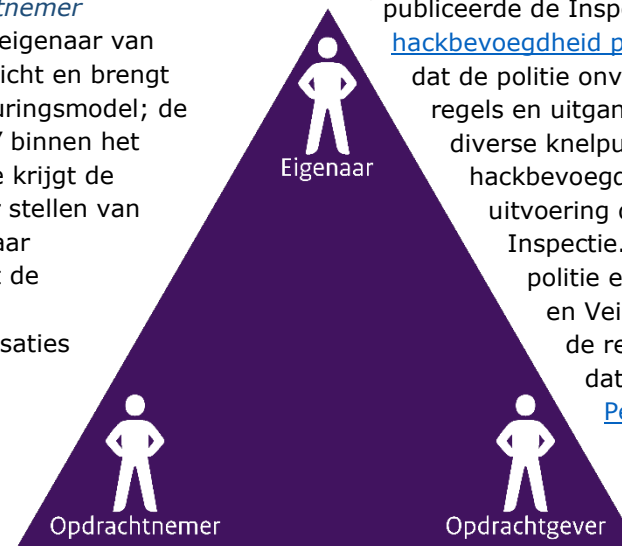 tnemer
eigenaar van
icht en brengt
uringsmodel; de
’ binnen het
e krijgt de
r stellen van
aar
t de
saties
Eigenaar
Opdrachtnemer
Opdrachtgever
publiceerde de Inspe
hackbevoegdheid p
dat de politie onv
regels en uitgan
diverse knelpu
hackbevoegd
uitvoering d
Inspectie.
politie e
en Vei
de re
dat
Pe